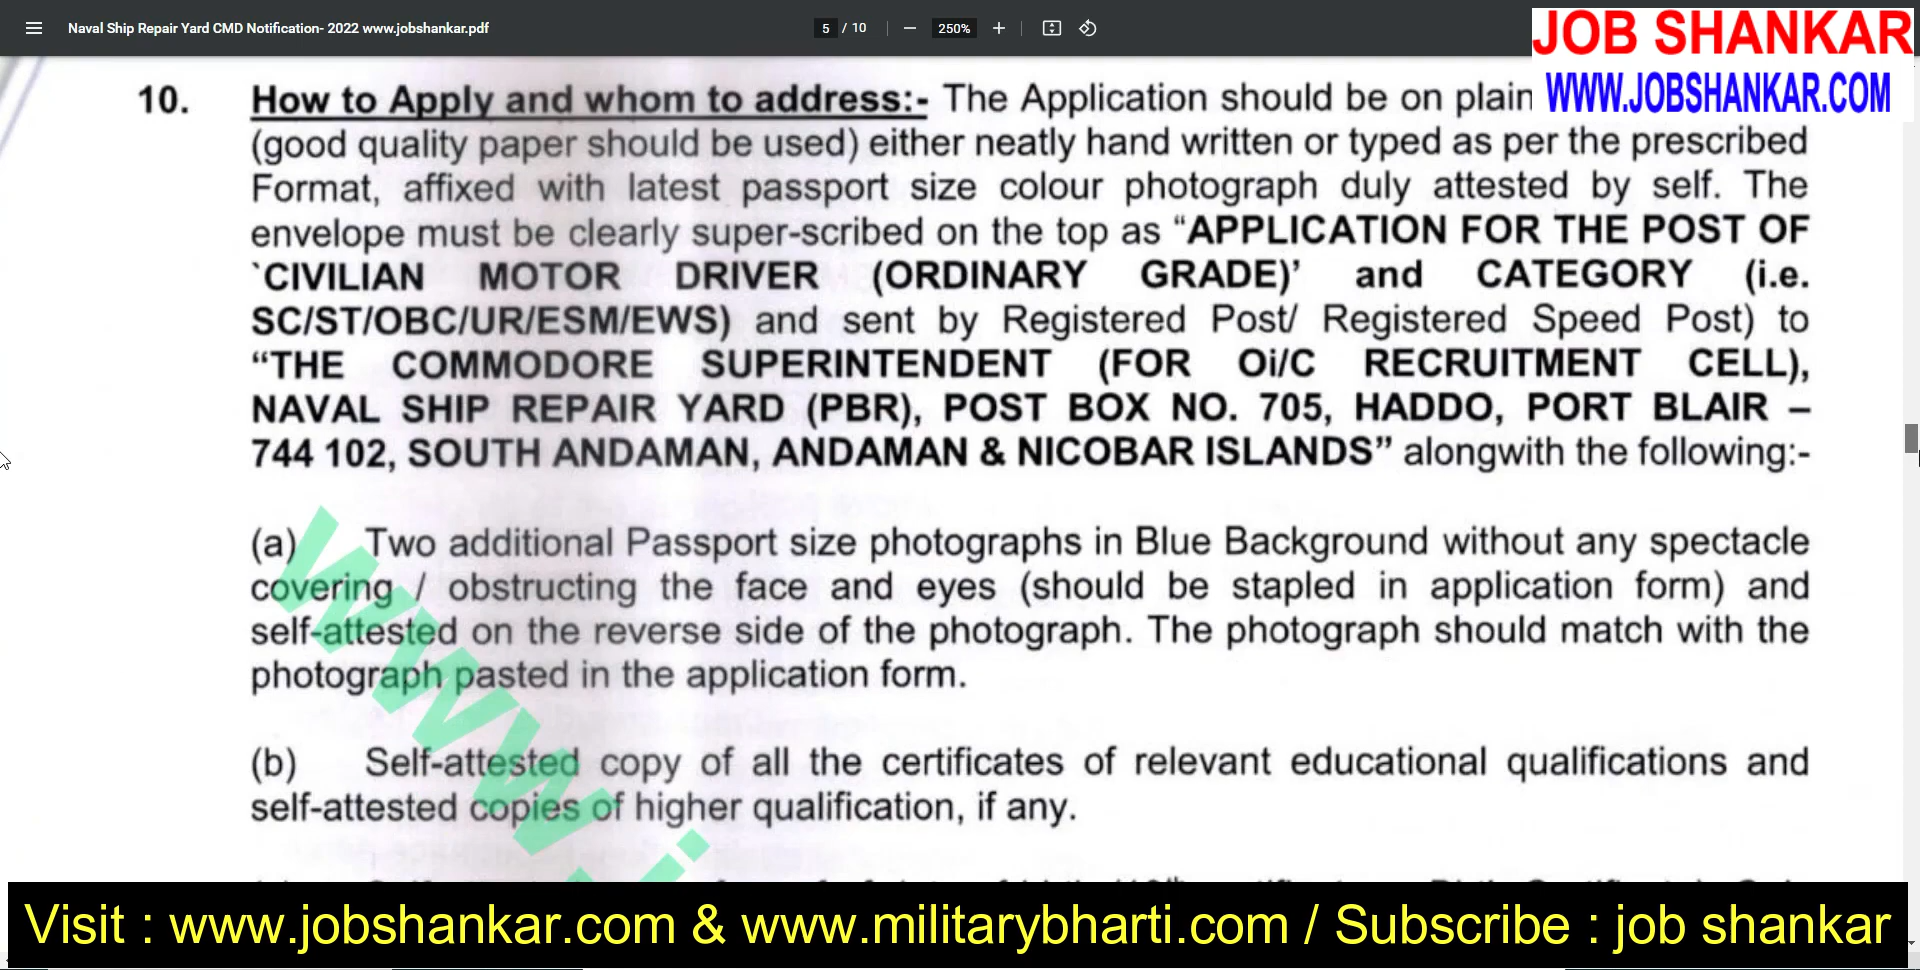 Naval Ship Repair Yard CMD Notification- 2022 www.jobshankar.pdf
5 / 10
250%
JOB SHANKAR
WWW.JOBSHANKAR.COM
10. How to Apply and whom to address:- The Application should be on plain
(good quality paper should be used) either neatly hand written or typed as per the prescribed
Format, affixed with latest passport size colour photograph duly attested by self. The
envelope must be clearly super-scribed on the top as “APPLICATION FOR THE POST OF
`CIVILIAN MOTOR DRIVER (ORDINARY GRADE)’ and CATEGORY (i.e.
SC/ST/OBC/UR/ESM/EWS) and sent by Registered Post/ Registered Speed Post) to
“THE COMMODORE SUPERINTENDENT (FOR Oi/C RECRUITMENT CELL),
NAVAL SHIP REPAIR YARD (PBR), POST BOX NO. 705, HADDO, PORT BLAIR –
744 102, SOUTH ANDAMAN, ANDAMAN & NICOBAR ISLANDS” alongwith the following:-
(a) Two additional Passport size photographs in Blue Background without any spectacle
covering / obstructing the face and eyes (should be stapled in application form) and
self-attested on the reverse side of the photograph. The photograph should match with the
photograph pasted in the application form.
(b) Self-attested copy of all the certificates of relevant educational qualifications and
self-attested copies of higher qualification, if any.
www.j
Visit : www.jobshankar.com & www.militarybharti.com / Subscribe : job shankar